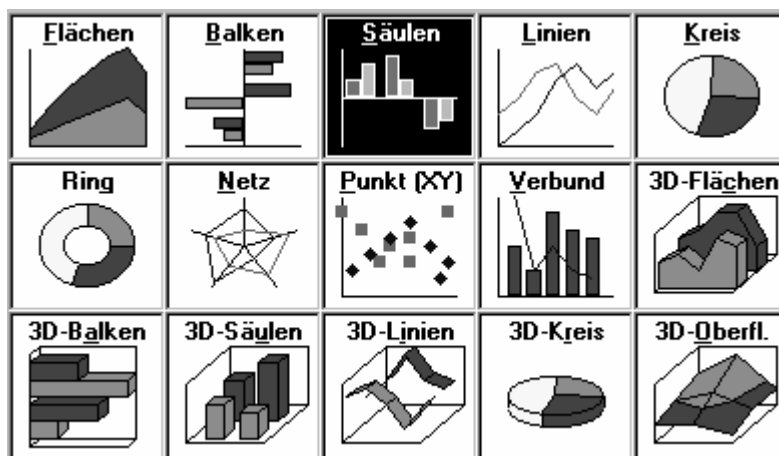 Flächen Balken Säulen Linien Kreis
Ring Netz Punkt (XY) Verbund 3D-Flächen
3D-Balken 3D-Säulen 3D-Linien 3D-Kreis 3D-Oberfl.